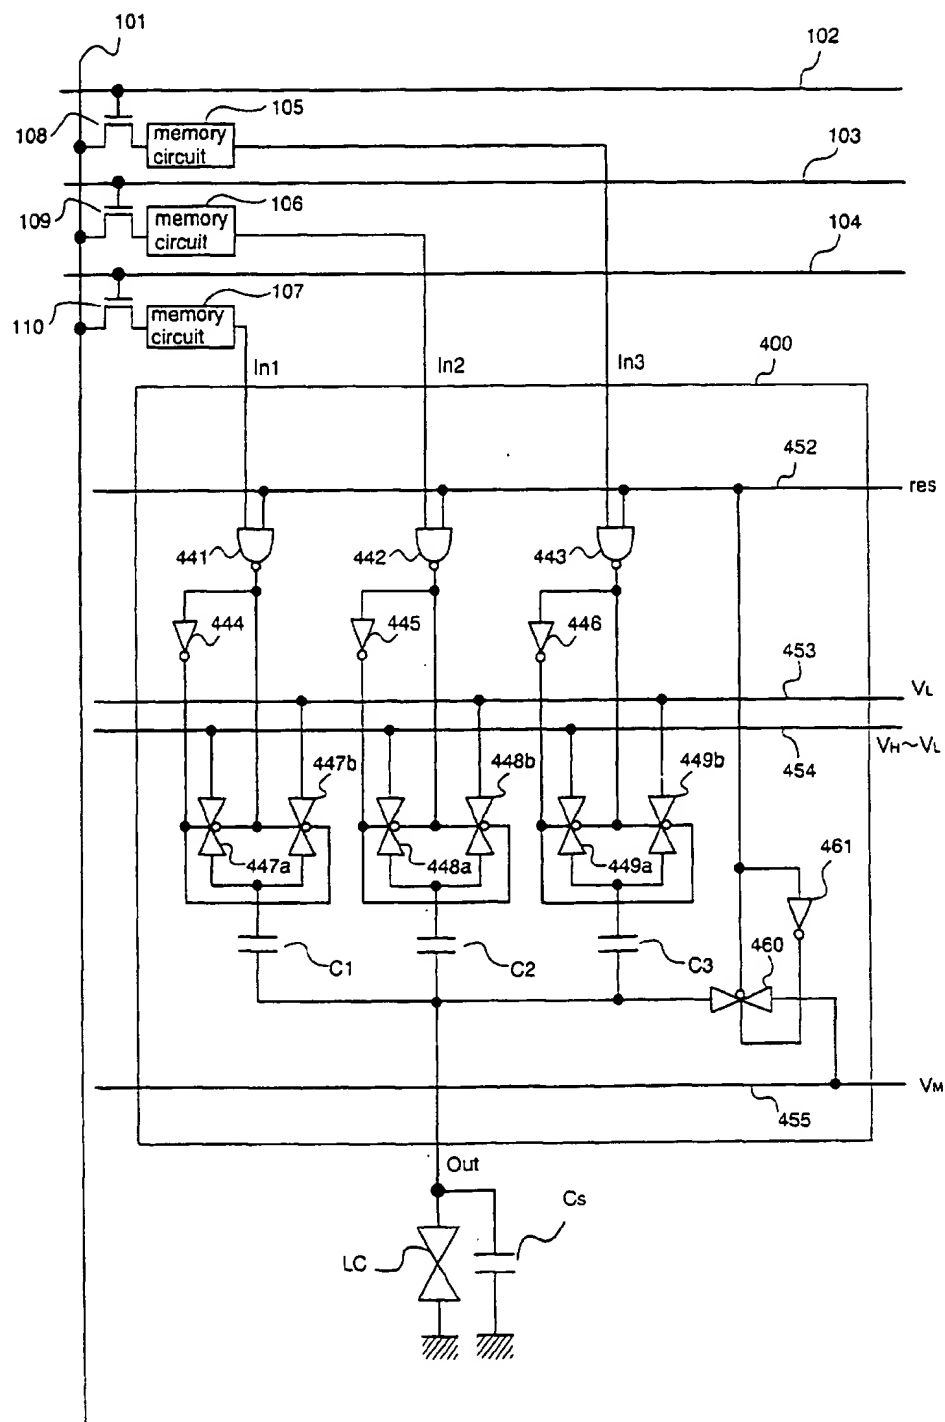 101
102
105
108
memory
circuit
103
106
109
memory
circuit
104
107
110
memory
circuit
In1
In2
In3
400
452
res
441
442
443
444
445
446
453
VL
VH~VL
454
447b
448b
449b
447a
448a
449a
461
C1
C2
C3
460
VM
455
Out
Cs
LC